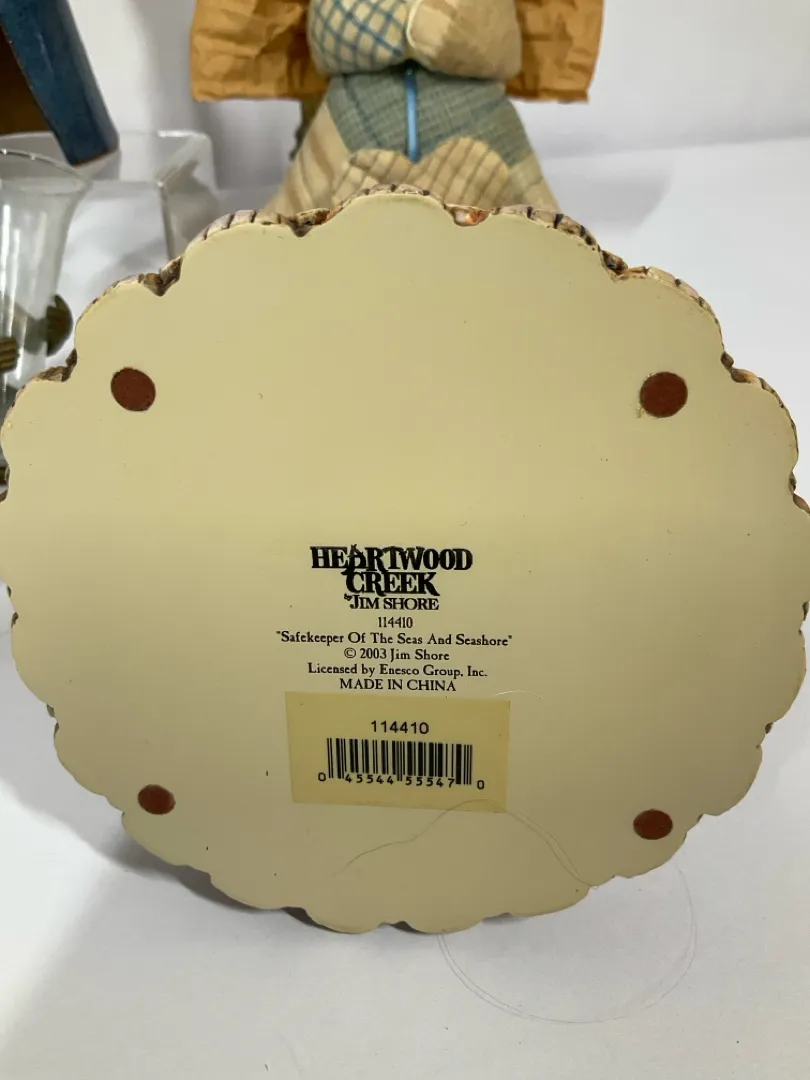 HEARTWOOD
CREEK
by JIM SHORE
114410
"Safekeeper Of The Seas And Seashore"
© 2003 Jim Shore
Licensed by Enesco Group, Inc.
MADE IN CHINA
114410
0 45544 55547 0